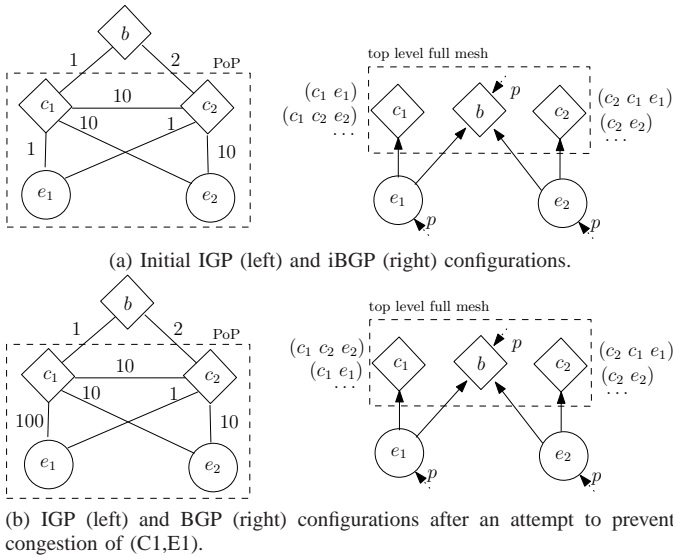 b
1
2
PoP
c1
10
c2
10
1
1
10
e1
e2
top level full mesh
(c1 e1)
(c1 c2 e2)
...
c1
b
p
c2
(c2 c1 e1)
(c2 e2)
...
e1
e2
p
p
(a) Initial IGP (left) and iBGP (right) configurations.
b
1
2
PoP
c1
10
c2
10
1
100
10
e1
e2
top level full mesh
(c1 c2 e2)
(c1 e1)
...
c1
b
p
c2
(c2 c1 e1)
(c2 e2)
...
e1
e2
p
p
(b) IGP (left) and BGP (right) configurations after an attempt to prevent
congestion of (C1,E1).